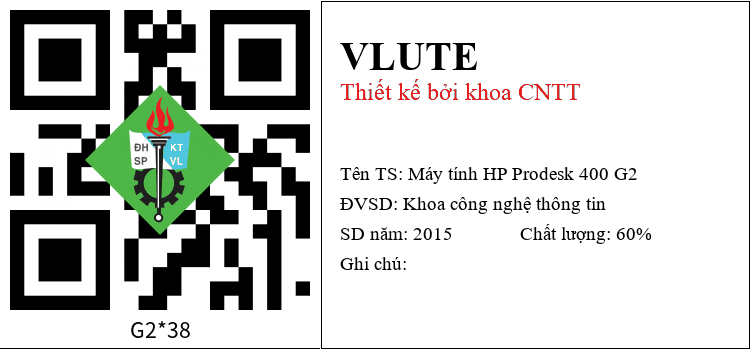 ĐH KT
SP VL
G2*38
VLUTE
Thiết kế bởi khoa CNTT
Tên TS: Máy tính HP Prodesk 400 G2
ĐVSD: Khoa công nghệ thông tin
SD năm: 2015 Chất lượng: 60%
Ghi chú: